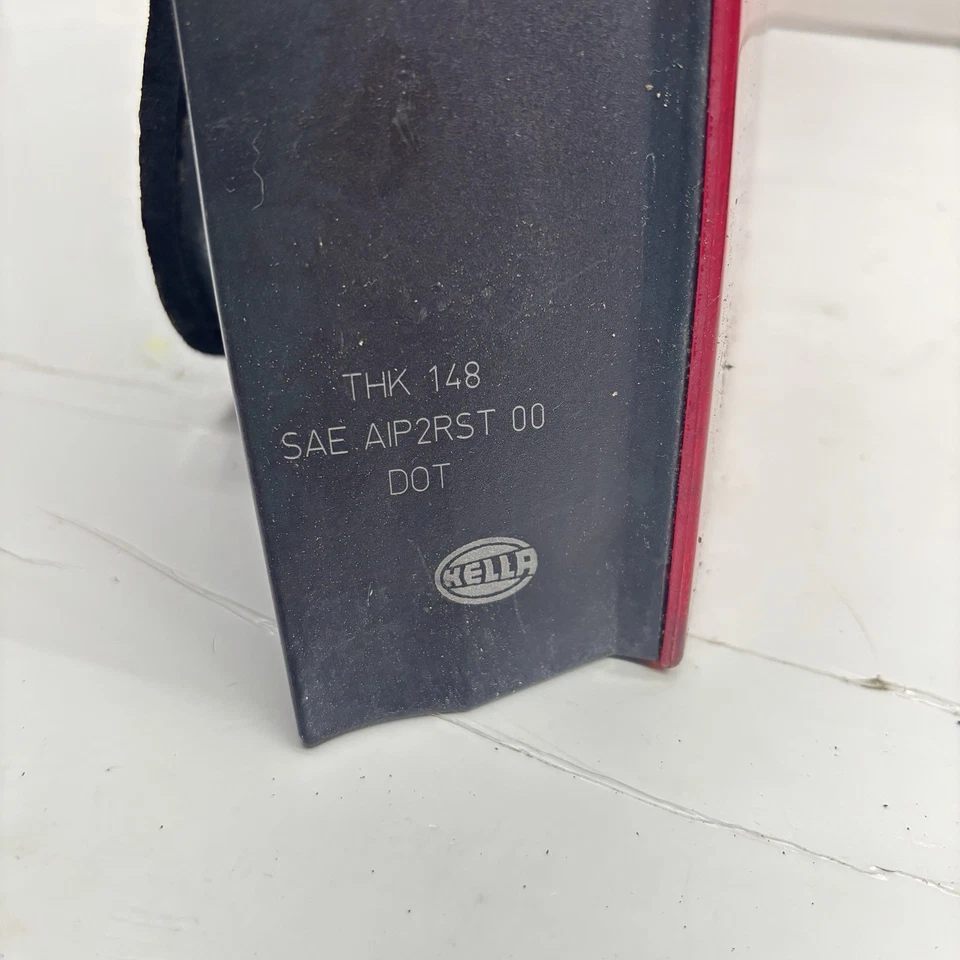 THK 148
SAE AIP2RST 00
DOT
HELLA